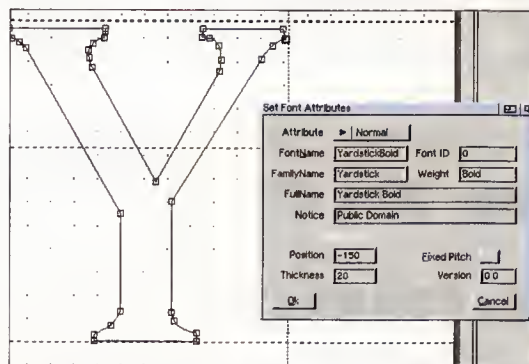 Set Font Attributes
Attribute Normal
FontName YardstickBold Font ID 0
FamilyName Yardstick Weight Bold
FullName Yardstick Bold
Notice Public Domain
Position -150 Fixed Pitch
Thickness 20 Version 0.0
Ok Cancel